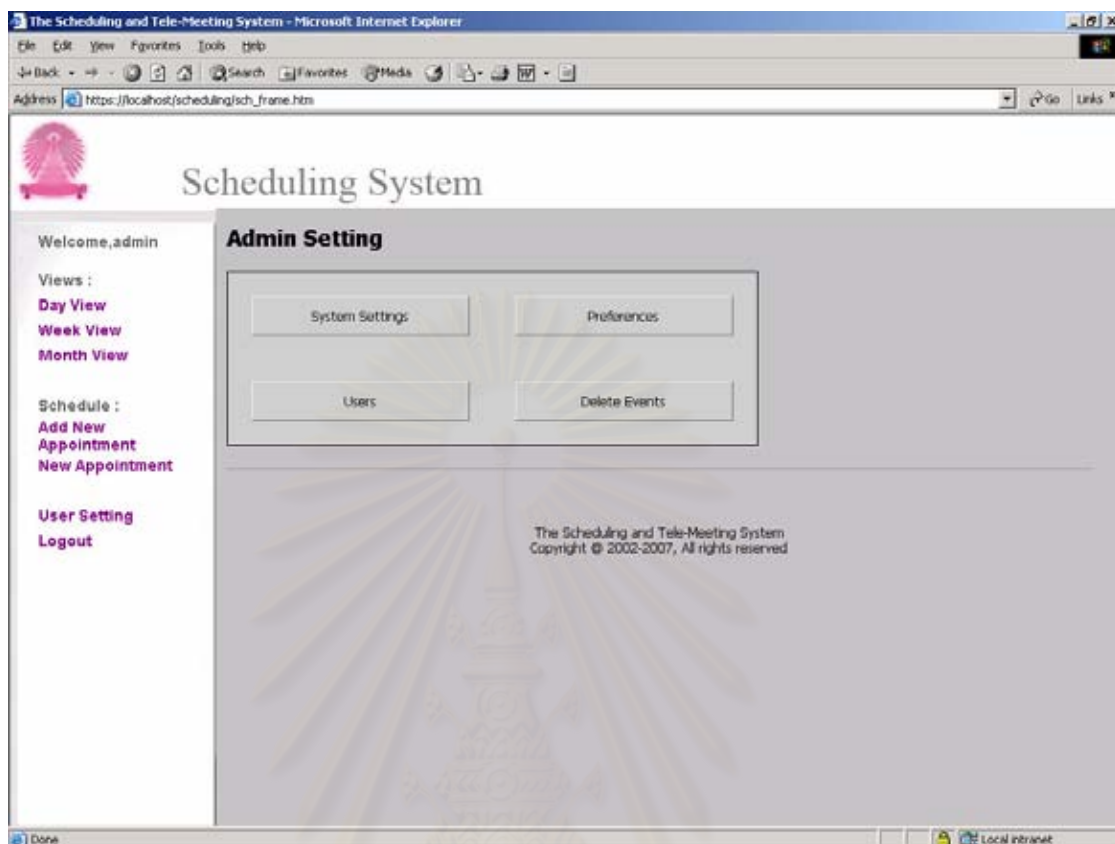 The Scheduling and Tele-Meeting System - Microsoft Internet Explorer
File Edit View Favorites Tools Help
Back Search Favorites Media
Address https://localhost/scheduling/sch_frame.htm Go Links
Scheduling System
Welcome,admin
Views :
Day View
Week View
Month View
Schedule :
Add New
Appointment
New Appointment
User Setting
Logout
Admin Setting
System Settings Preferences
Users Delete Events
The Scheduling and Tele-Meeting System
Copyright © 2002-2007, All rights reserved
Done Local intranet